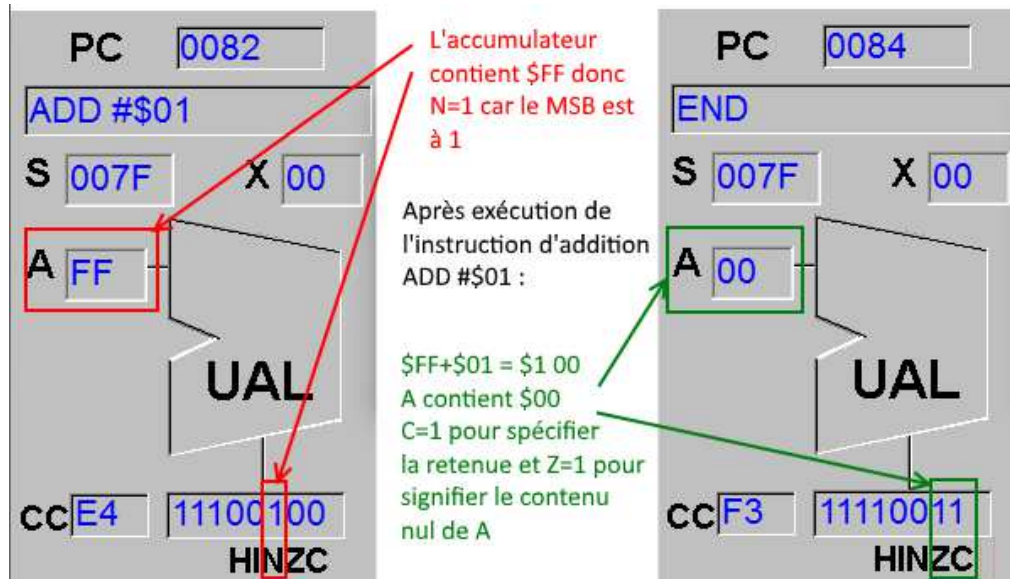 PC 0082
ADD #$01
S 007F X 00
A FF
UAL
CC E4 11100100
HINZC
L'accumulateur
contient $FF donc
N=1 car le MSB est
à 1
Après exécution de
l'instruction d'addition
ADD #$01 :
$FF+$01 = $1 00
A contient $00
C=1 pour spécifier
la retenue et Z=1 pour
signifier le contenu
nul de A
PC 0084
END
S 007F X 00
A 00
UAL
CC F3 11110011
HINZC